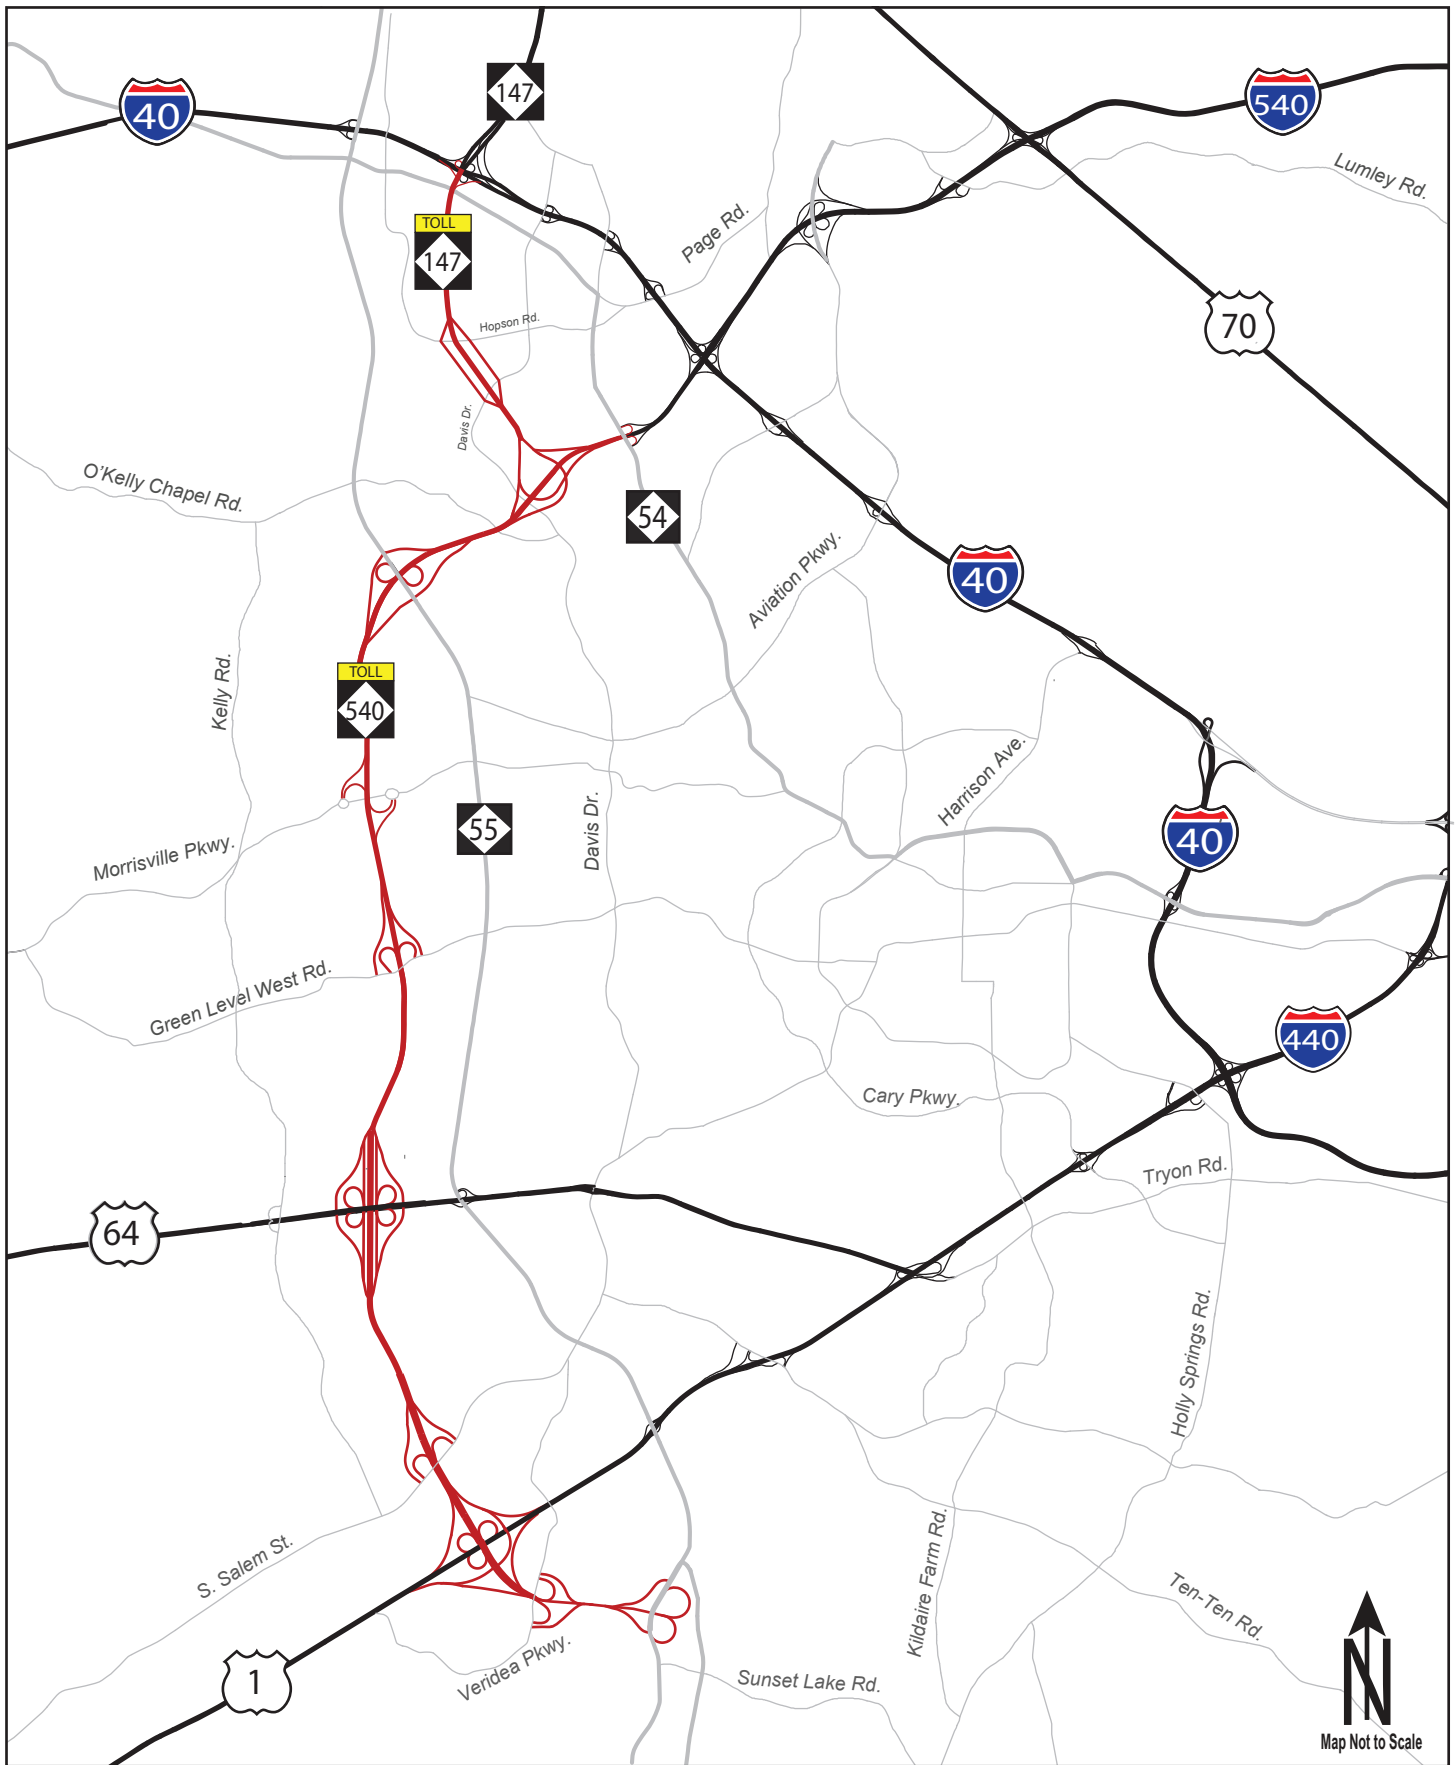 147
540
40
Lumley Rd.
TOLL
147
Page Rd.
Hopson Rd.
70
Davis Dr.
O'Kelly Chapel Rd.
54
Aviation Pkwy.
40
Kelly Rd.
TOLL
540
Harrison Ave.
55
Davis Dr.
40
Morrisville Pkwy.
Green Level West Rd.
440
Cary Pkwy.
Tryon Rd.
64
Holly Springs Rd.
S. Salem St.
Kildaire Farm Rd.
Ten-Ten Rd.
Veridea Pkwy.
Sunset Lake Rd.
1
N
Map Not to Scale